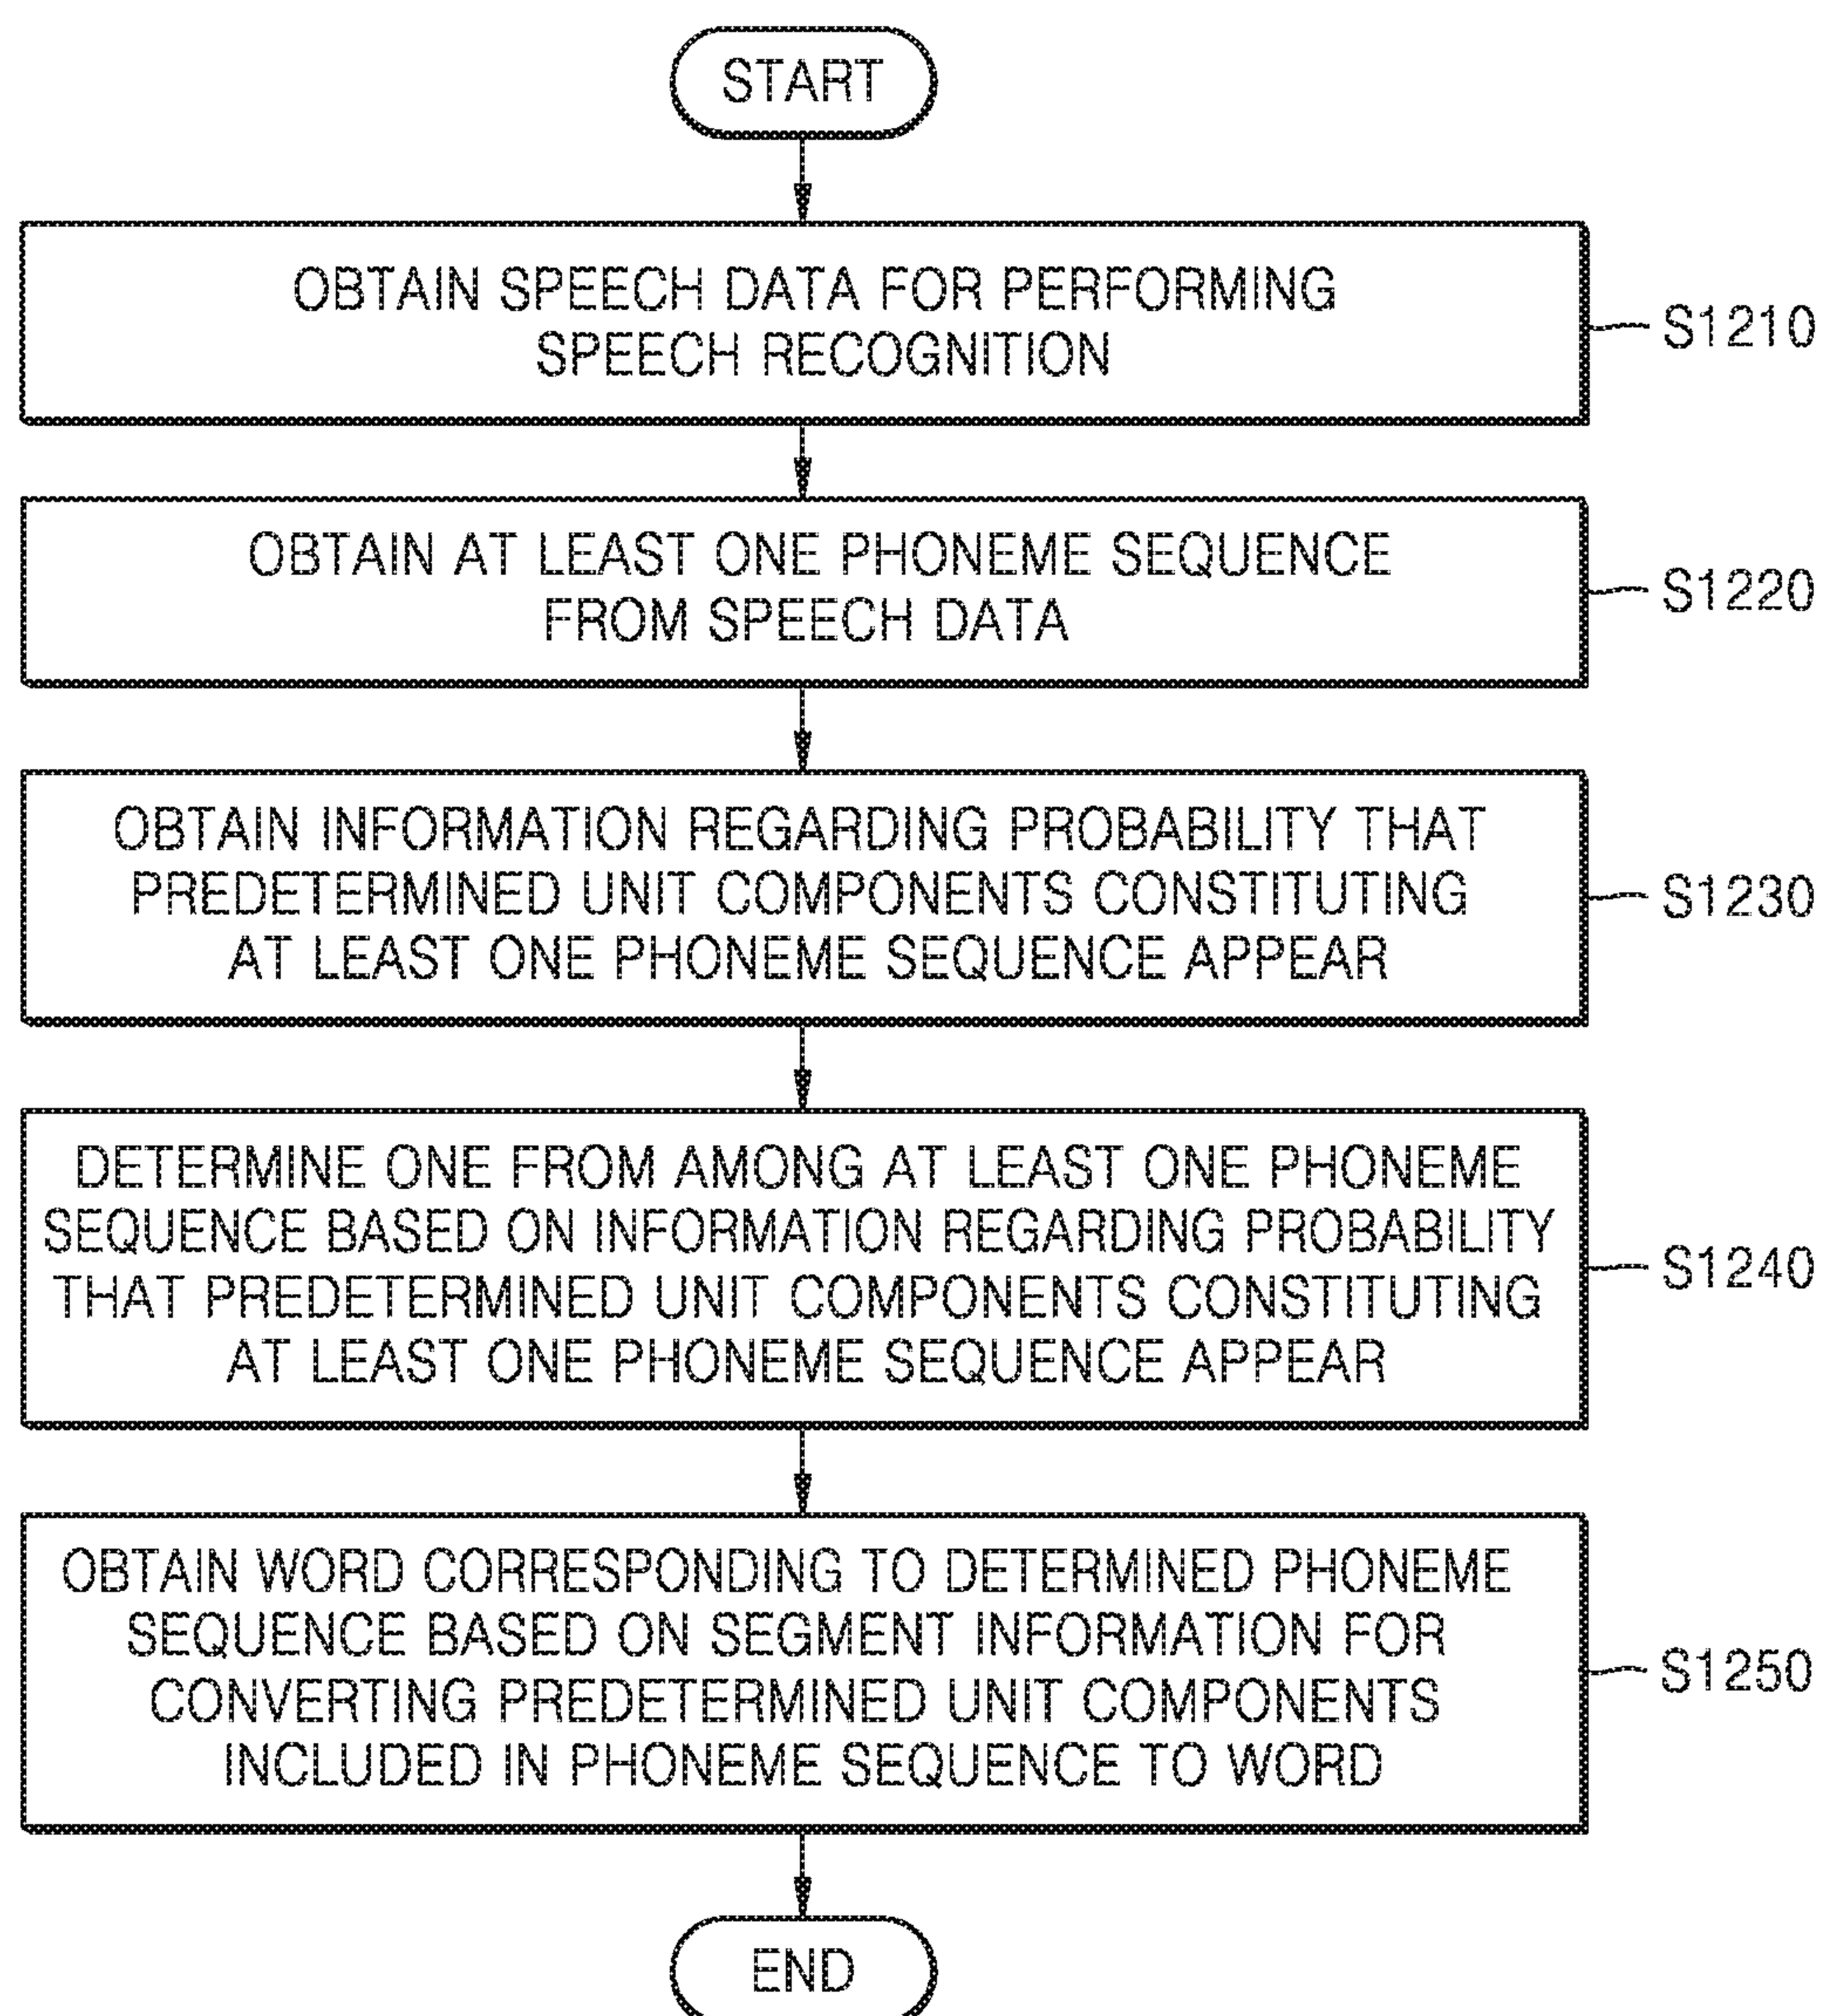 START
OBTAIN SPEECH DATA FOR PERFORMING
SPEECH RECOGNITION
S1210
OBTAIN AT LEAST ONE PHONEME SEQUENCE
FROM SPEECH DATA
S1220
OBTAIN INFORMATION REGARDING PROBABILITY THAT
PREDETERMINED UNIT COMPONENTS CONSTITUTING
AT LEAST ONE PHONEME SEQUENCE APPEAR
S1230
DETERMINE ONE FROM AMONG AT LEAST ONE PHONEME
SEQUENCE BASED ON INFORMATION REGARDING PROBABILITY
THAT PREDETERMINED UNIT COMPONENTS CONSTITUTING
AT LEAST ONE PHONEME SEQUENCE APPEAR
S1240
OBTAIN WORD CORRESPONDING TO DETERMINED PHONEME
SEQUENCE BASED ON SEGMENT INFORMATION FOR
CONVERTING PREDETERMINED UNIT COMPONENTS
INCLUDED IN PHONEME SEQUENCE TO WORD
S1250
END